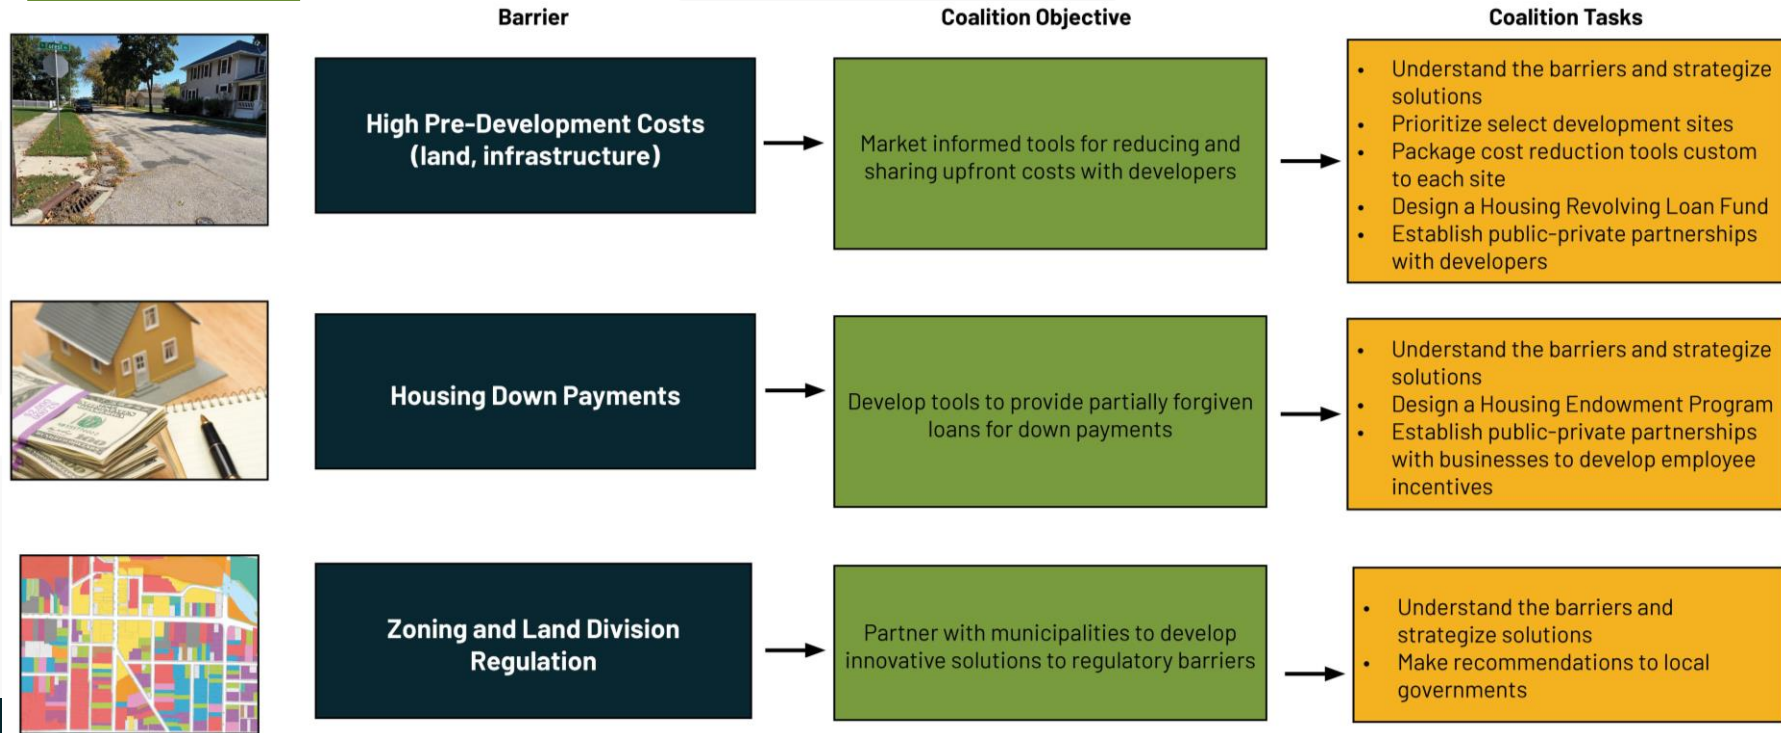 Barrier
Coalition Objective
Coalition Tasks
High Pre-Development Costs
(land, infrastructure)
Market informed tools for reducing and
sharing upfront costs with developers
• Understand the barriers and strategize
solutions
• Prioritize select development sites
• Package cost reduction tools custom
to each site
• Design a Housing Revolving Loan Fund
• Establish public-private partnerships
with developers
Housing Down Payments
Develop tools to provide partially forgiven
loans for down payments
• Understand the barriers and strategize
solutions
• Design a Housing Endowment Program
• Establish public-private partnerships
with businesses to develop employee
incentives
Zoning and Land Division
Regulation
Partner with municipalities to develop
innovative solutions to regulatory barriers
• Understand the barriers and
strategize solutions
• Make recommendations to local
governments